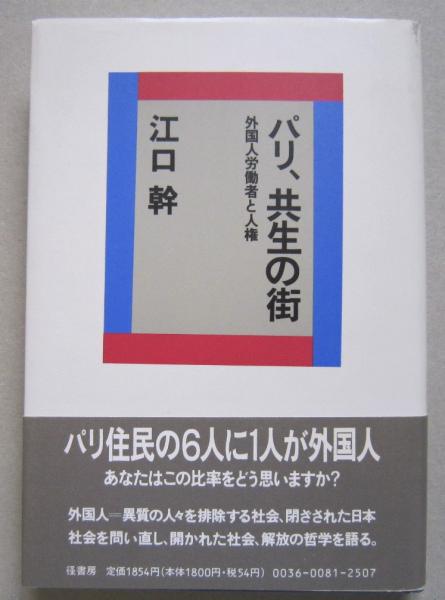 パリ、共生の街
外国人労働者と人権
江口 幹
パリ住民の6人に1人が外国人
あなたはこの比率をどう思いますか?
外国人=異質の人々を排除する社会、閉ざされた日本
社会を問い直し、開かれた社会、解放の哲学を語る。
径書房 定価1854円(本体1800円・税54円) 0036-0081-2507